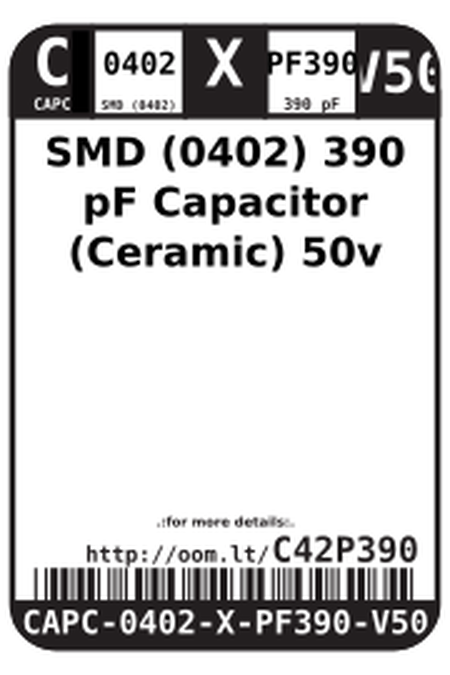 C 0402 X PF390 V50
CAPC SMD (0402) 390 pF
SMD (0402) 390
pF Capacitor
(Ceramic) 50v
.:for more details:.
http://oom.lt/C42P390
CAPC-0402-X-PF390-V50